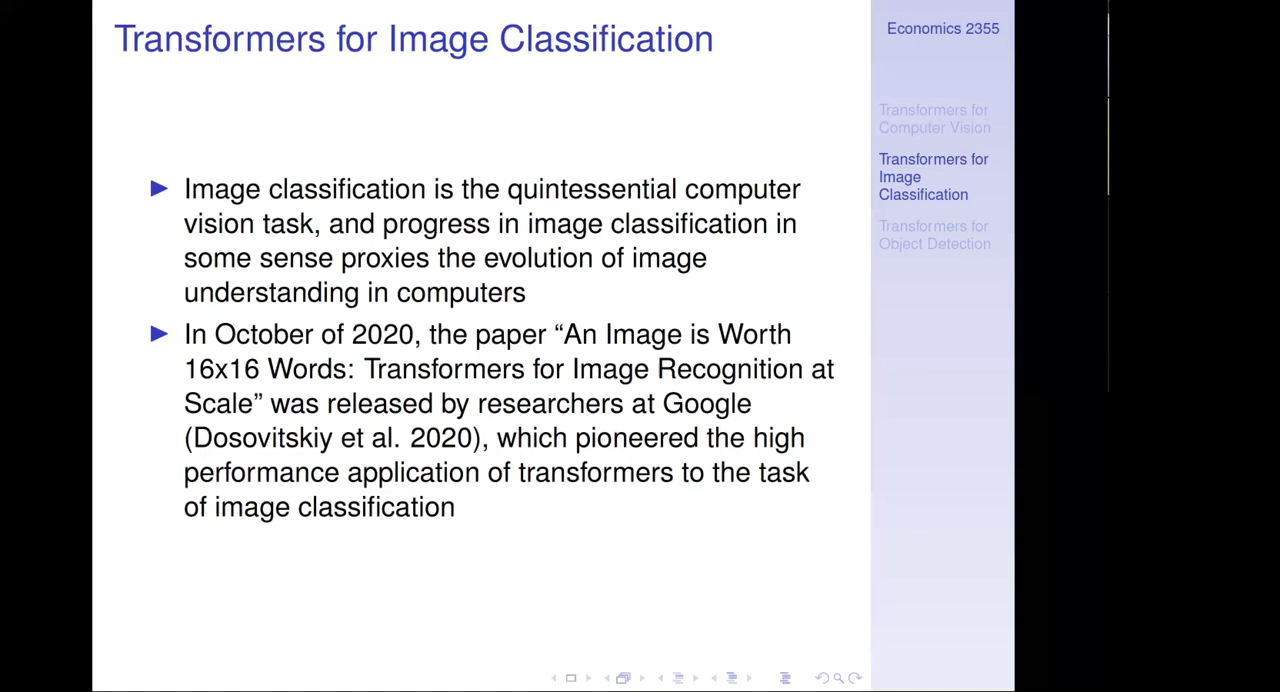 Transformers for Image Classification
Economics 2355
Transformers for
Computer Vision
Transformers for
Image
Classification
Transformers for
Object Detection
Image classification is the quintessential computer
vision task, and progress in image classification in
some sense proxies the evolution of image
understanding in computers
In October of 2020, the paper “An Image is Worth
16x16 Words: Transformers for Image Recognition at
Scale” was released by researchers at Google
(Dosovitskiy et al. 2020), which pioneered the high
performance application of transformers to the task
of image classification